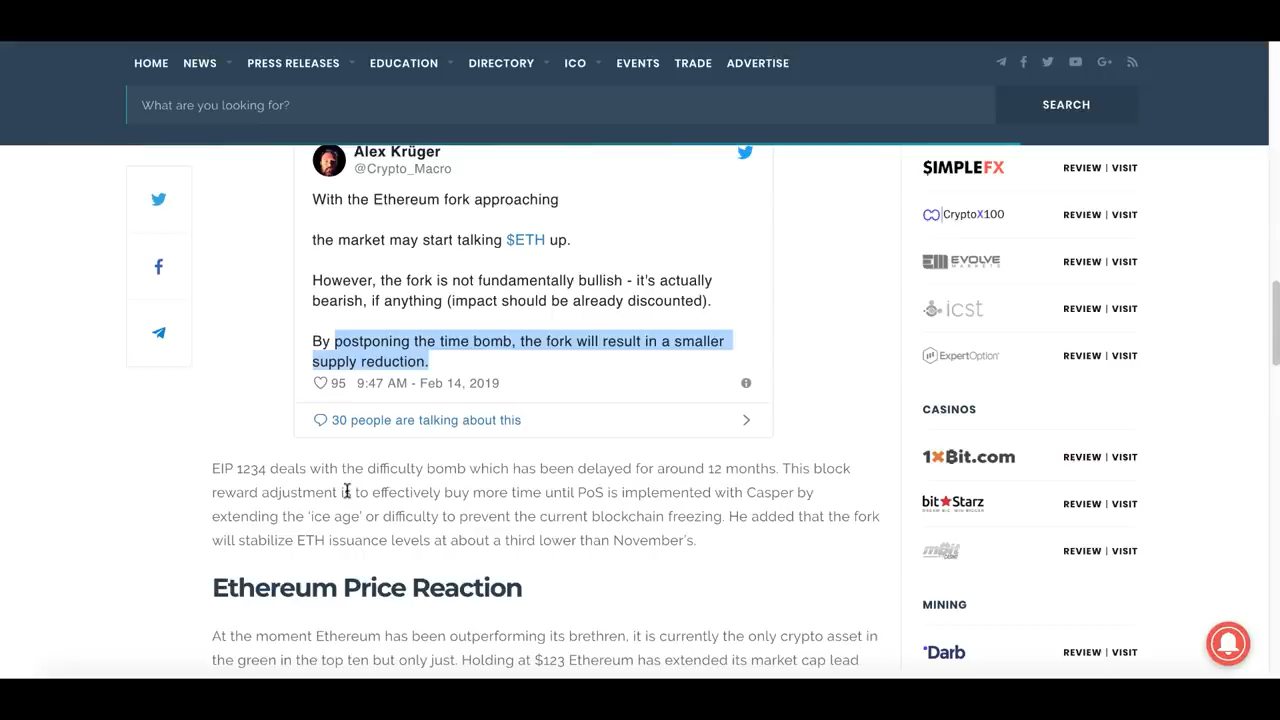 HOME NEWS PRESS RELEASES EDUCATION DIRECTORY ICO EVENTS TRADE ADVERTISE
What are you looking for? SEARCH
Alex Krüger
@Crypto_Macro
With the Ethereum fork approaching
the market may start talking $ETH up.
However, the fork is not fundamentally bullish - it's actually
bearish, if anything (impact should be already discounted).
By postponing the time bomb, the fork will result in a smaller
supply reduction.
95 9:47 AM - Feb 14, 2019
30 people are talking about this
EIP 1234 deals with the difficulty bomb which has been delayed for around 12 months. This block
reward adjustment is to effectively buy more time until PoS is implemented with Casper by
extending the ‘ice age’ or difficulty to prevent the current blockchain freezing. He added that the fork
will stabilize ETH issuance levels at about a third lower than November’s.
Ethereum Price Reaction
At the moment Ethereum has been outperforming its brethren, it is currently the only crypto asset in
the green in the top ten but only just. Holding at $123 Ethereum has extended its market cap lead
$IMPLEFX REVIEW | VISIT
CryptoX100 REVIEW | VISIT
EVOLVE MARKETS REVIEW | VISIT
icst REVIEW | VISIT
ExpertOption REVIEW | VISIT
CASINOS
1XBit.com REVIEW | VISIT
bitStarz REVIEW | VISIT
mBit CASINO REVIEW | VISIT
MINING
Darb REVIEW | VISIT